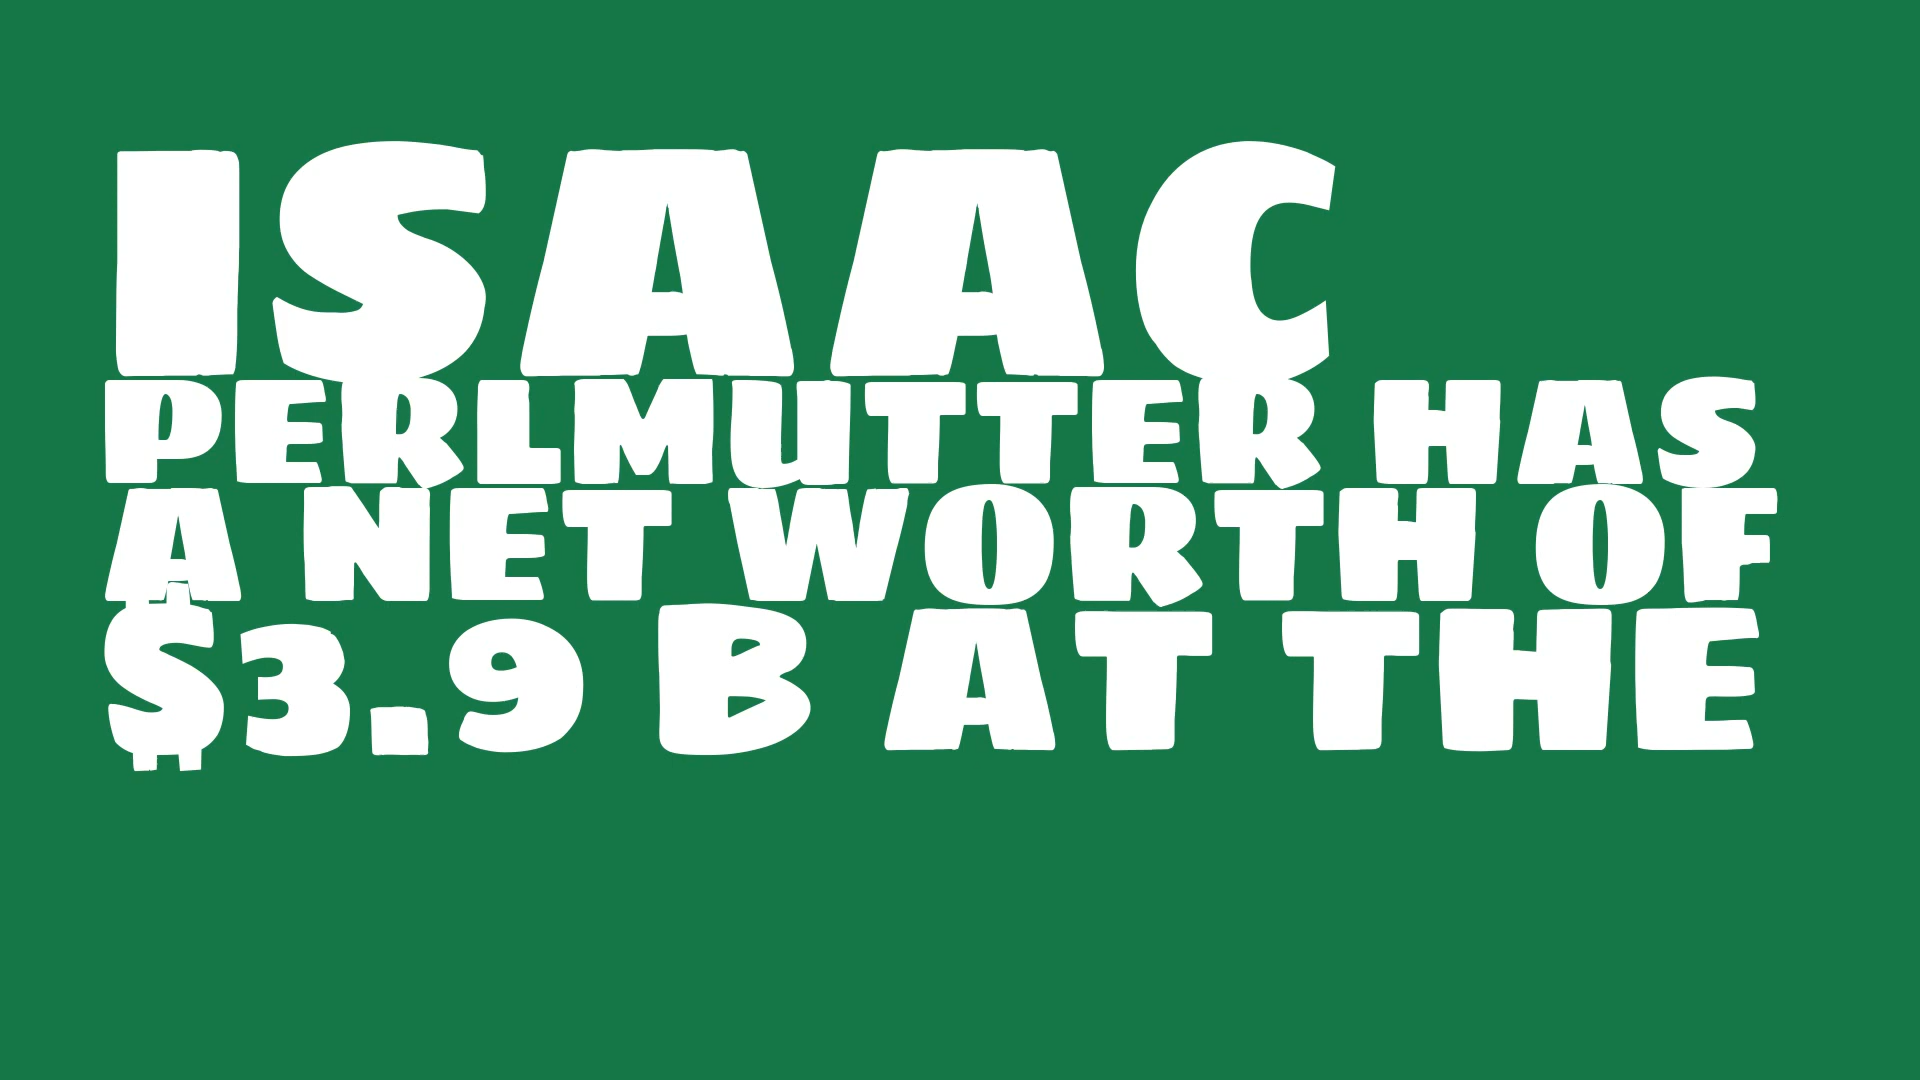 ISAAC
PERLMUTTER HAS
A NET WORTH OF
$3.9 B AT THE